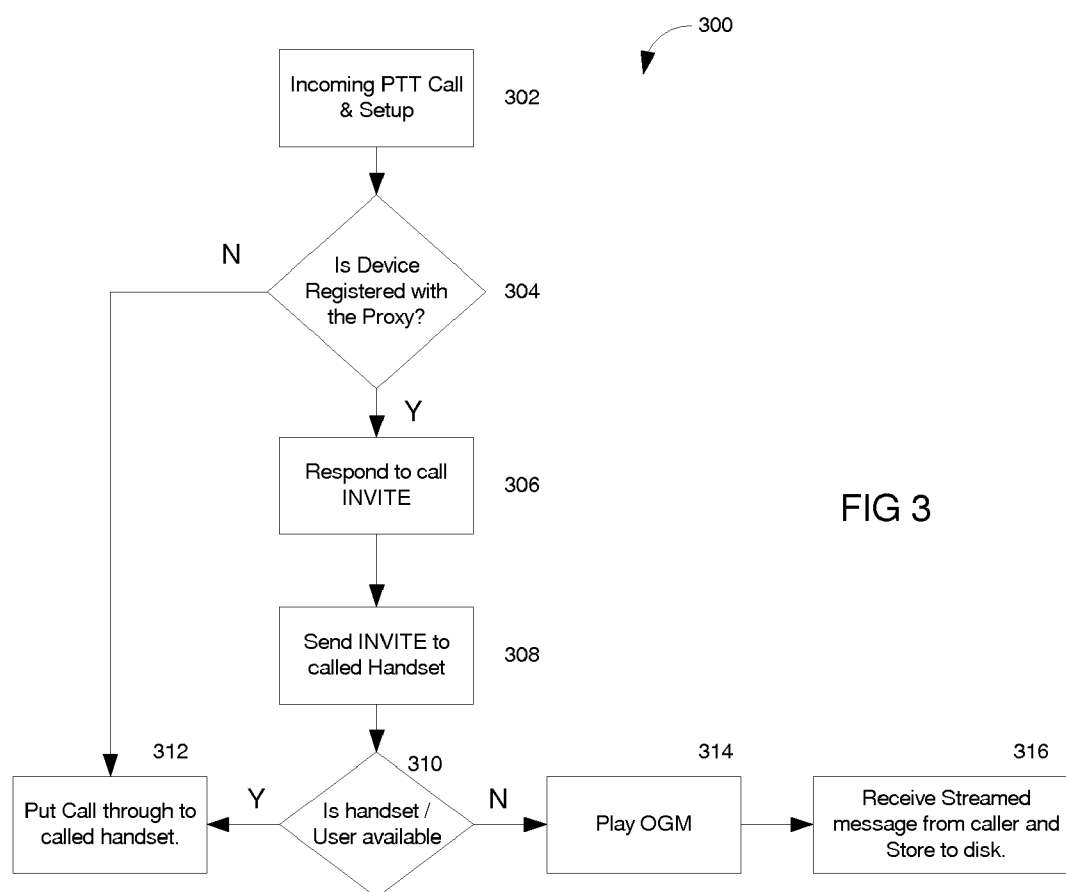 300
Incoming PTT Call
& Setup
302
N
Is Device
Registered with
the Proxy?
304
Y
Respond to call
INVITE
306
FIG 3
Send INVITE to
called Handset
308
312
310
314
316
Put Call through to
called handset.
Y
Is handset /
User available
N
Play OGM
Receive Streamed
message from caller and
Store to disk.